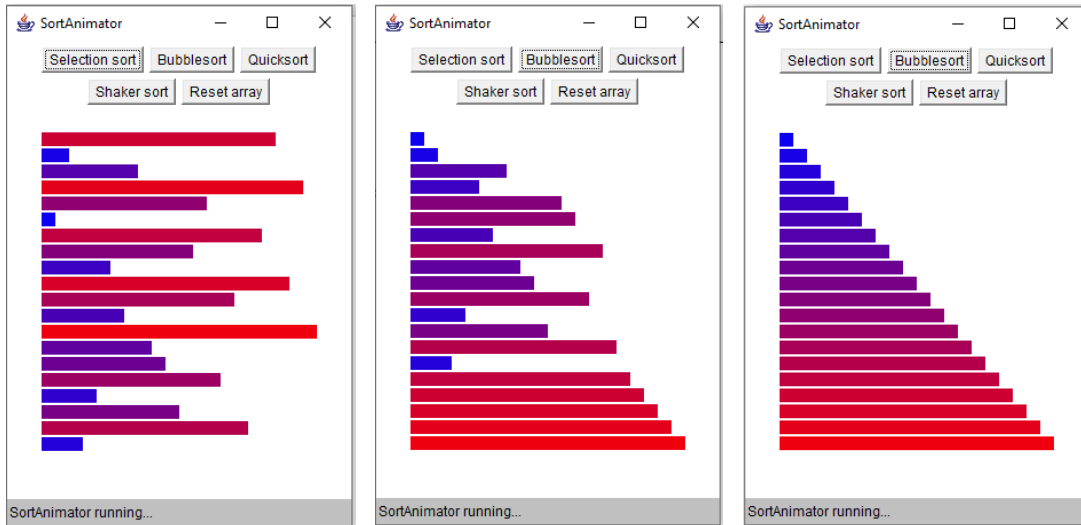 SortAnimator
Selection sort Bubblesort Quicksort
Shaker sort Reset array
SortAnimator running...
SortAnimator
Selection sort Bubblesort Quicksort
Shaker sort Reset array
SortAnimator running...
SortAnimator
Selection sort Bubblesort Quicksort
Shaker sort Reset array
SortAnimator running...